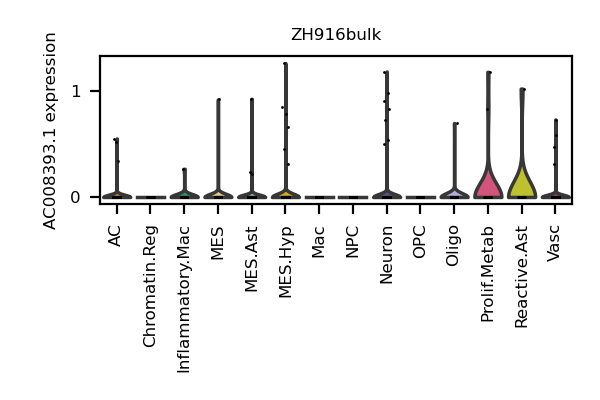 ZH916bulk
AC008393.1 expression
1
0
AC
Chromatin.Reg
Inflammatory.Mac
MES
MES.Ast
MES.Hyp
Mac
NPC
Neuron
OPC
Oligo
Prolif.Metab
Reactive.Ast
Vasc